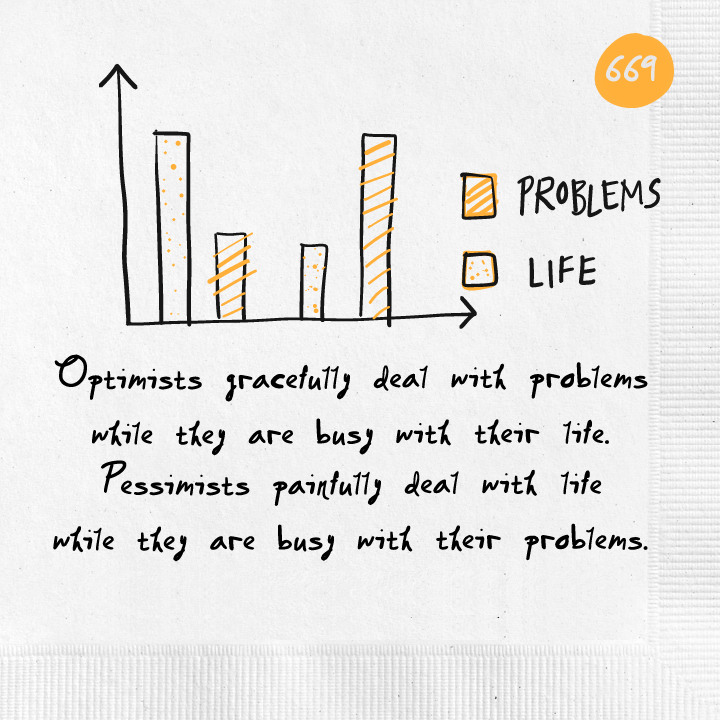 669
PROBLEMS
LIFE
Optimists gracefully deal with problems
while they are busy with their life.
Pessimists painfully deal with life
while they are busy with their problems.